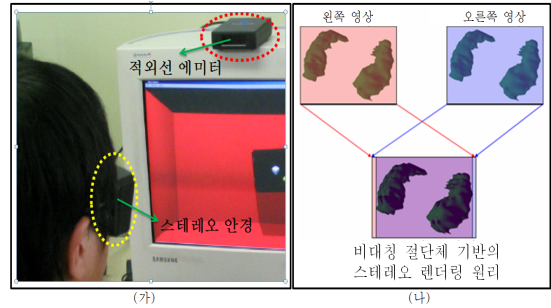 적외선 에미터
스테레오 안경
SAMSUNG
(가)
왼쪽 영상
오른쪽 영상
비대칭 절단체 기반의
스테레오 렌더링 원리
(나)